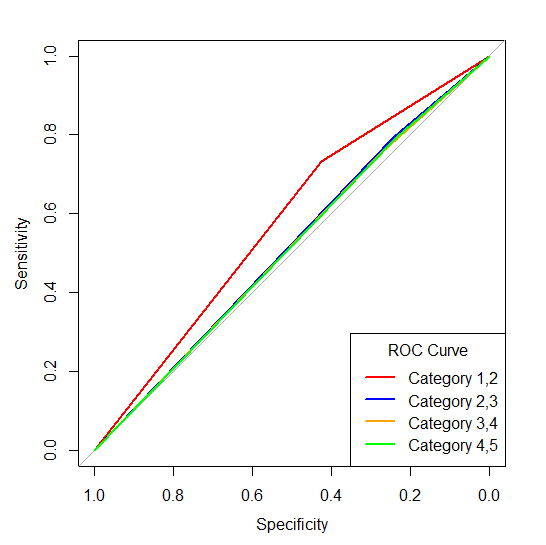 1.0
0.8
0.6
0.4
0.2
0.0
Sensitivity
ROC Curve
Category 1,2
Category 2,3
Category 3,4
Category 4,5
1.0 0.8 0.6 0.4 0.2 0.0
Specificity